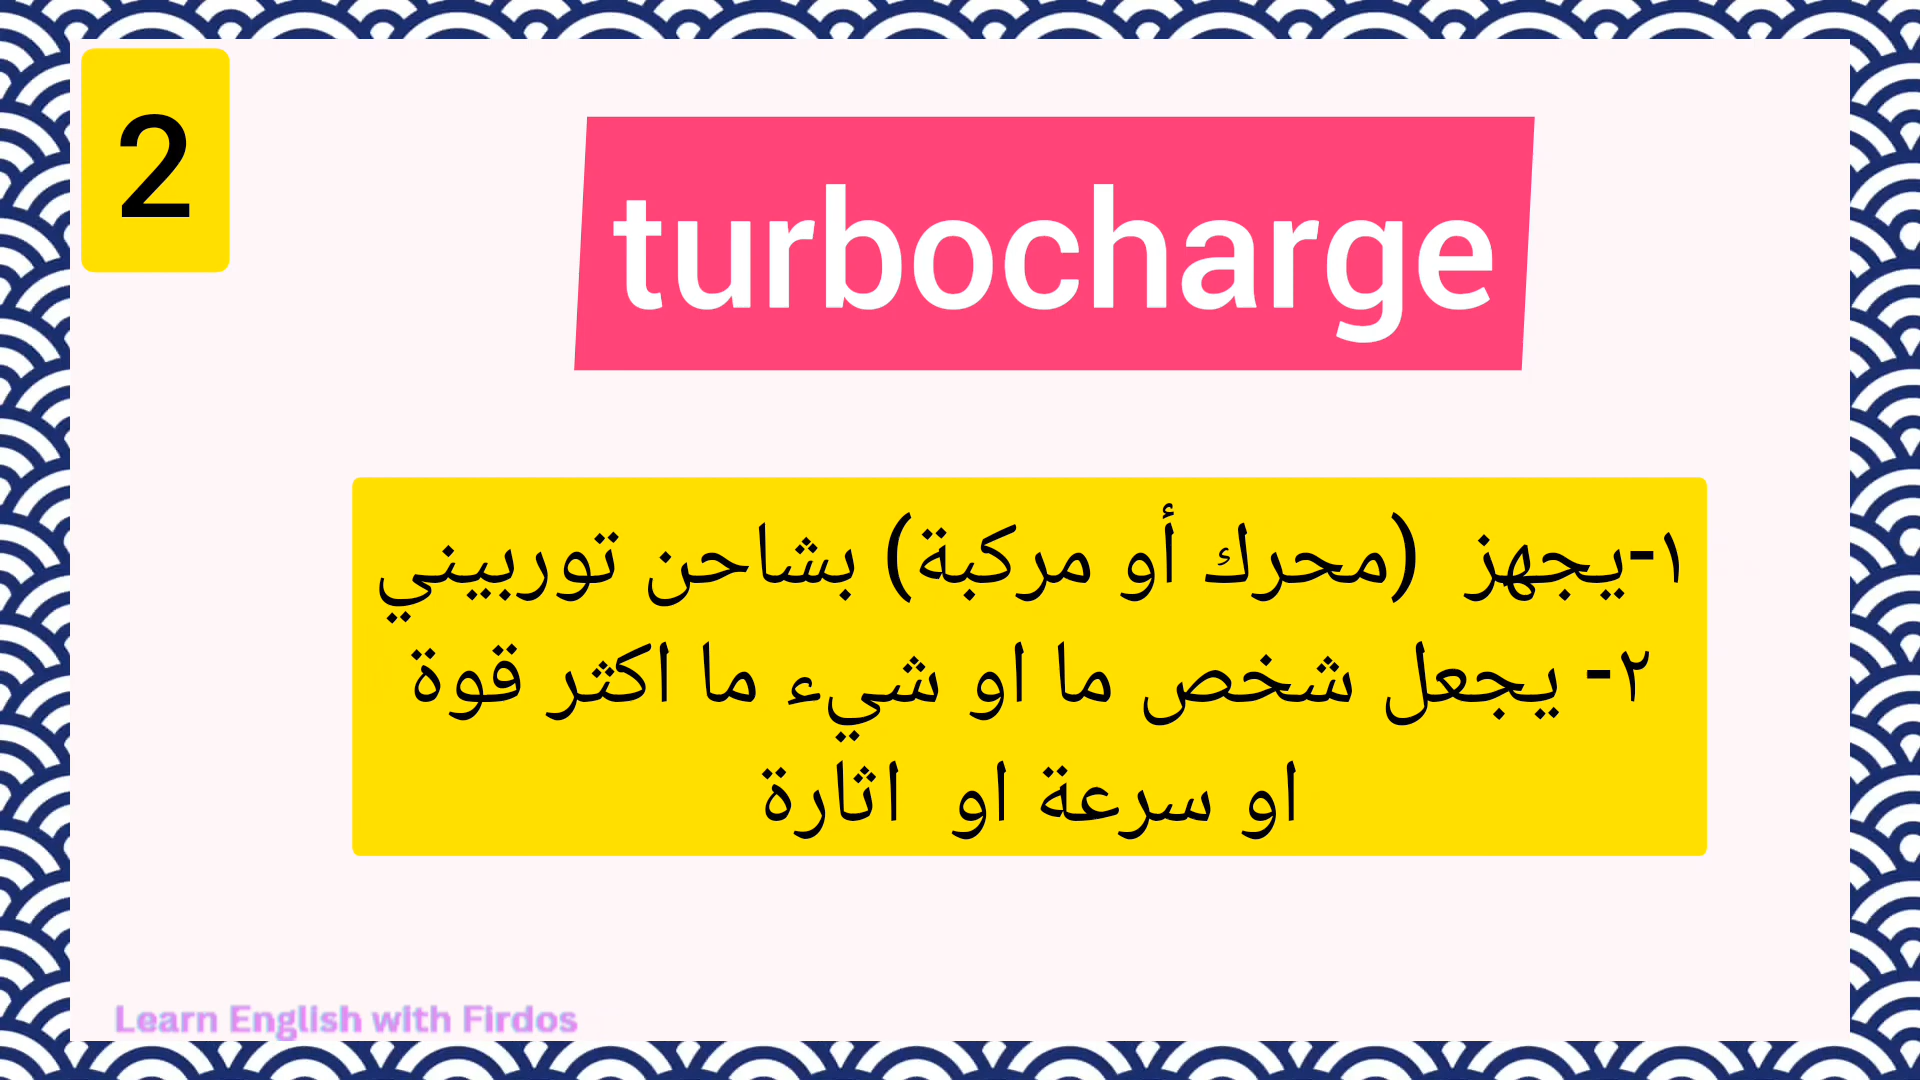 2
turbocharge
١-يجهز (محرك أو مركبة) بشاحن توربيني
٢- يجعل شخص ما او شيء ما اكثر قوة
او سرعة او اثارة
Learn English with Firdos